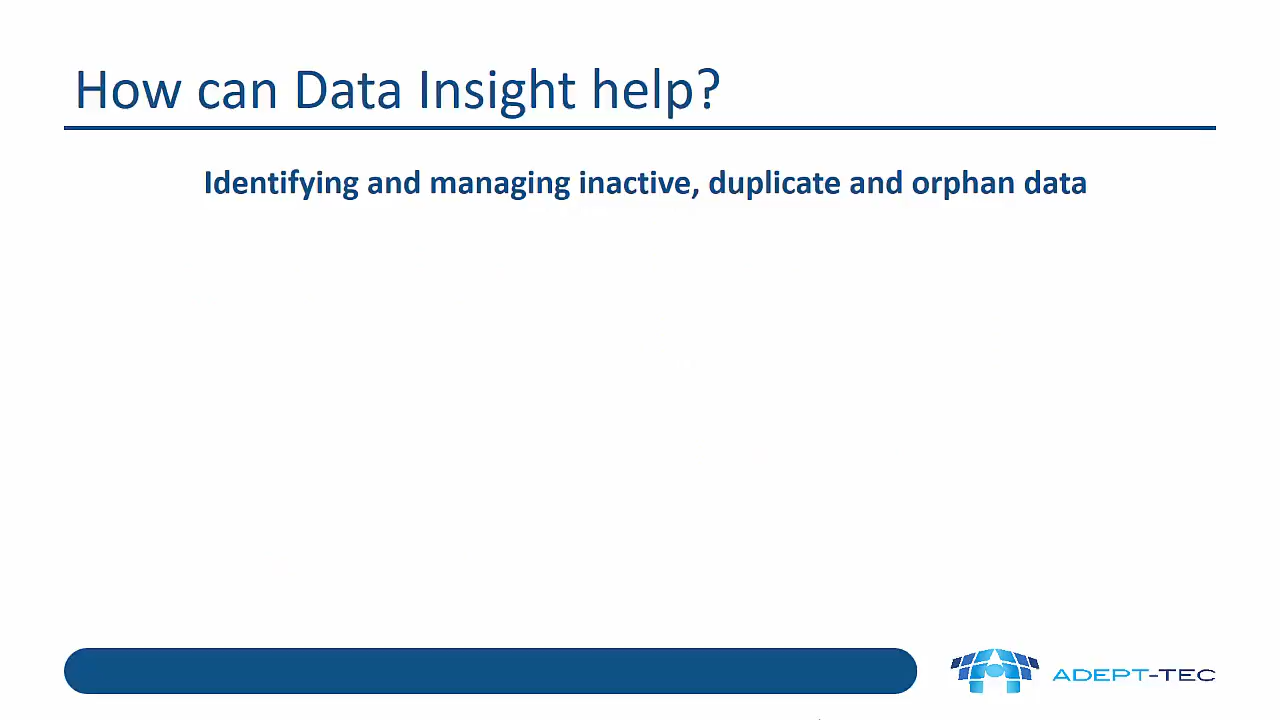 How can Data Insight help?
Identifying and managing inactive, duplicate and orphan data
ADEPT-TEC